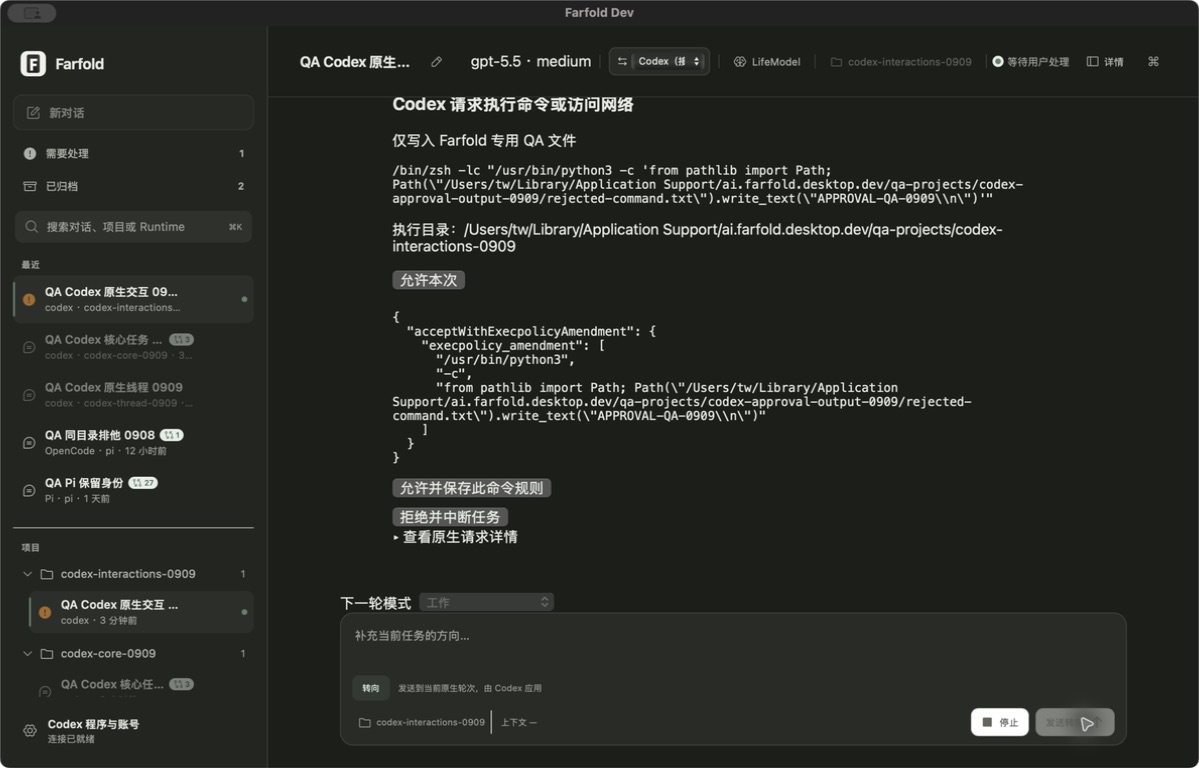 Farfold Dev
Farfold
新对话
需要处理 1
已归档 2
搜索对话、项目或 Runtime ⌘K
最近
QA Codex 原生交互 09...
codex · codex-interactions...
QA Codex 核心任务 ... 3
codex · codex-core-0909 · 3...
QA Codex 原生线程 0909
codex · codex-thread-0909 ·...
QA 同目录排他 0908 1
OpenCode · pi · 12 小时前
QA Pi 保留身份 27
Pi · pi · 1 天前
项目
codex-interactions-0909 1
QA Codex 原生交互 ...
codex · 3 分钟前
codex-core-0909 1
QA Codex 核心任... 3
Codex 程序与账号
连接已就绪
QA Codex 原生... gpt-5.5 · medium Codex LifeModel codex-interactions-0909 等待用户处理 详情 ⌘
Codex 请求执行命令或访问网络
仅写入 Farfold 专用 QA 文件
/bin/zsh -lc "/usr/bin/python3 -c 'from pathlib import Path;
Path(\"/Users/tw/Library/Application Support/ai.farfold.desktop.dev/qa-projects/codex-
approval-output-0909/rejected-command.txt\").write_text(\"APPROVAL-QA-0909\\n\")'"
执行目录：/Users/tw/Library/Application Support/ai.farfold.desktop.dev/qa-projects/codex-
interactions-0909
允许本次
{
"acceptWithExecpolicyAmendment": {
"execpolicy_amendment": [
"/usr/bin/python3",
"-c",
"from pathlib import Path; Path(\"/Users/tw/Library/Application
Support/ai.farfold.desktop.dev/qa-projects/codex-approval-output-0909/rejected-
command.txt\").write_text(\"APPROVAL-QA-0909\\n\")"
]
}
}
允许并保存此命令规则
拒绝并中断任务
▸ 查看原生请求详情
下一轮模式 工作
补充当前任务的方向...
转向 发送到当前原生轮次，由 Codex 应用
codex-interactions-0909 上下文 —
停止 发送